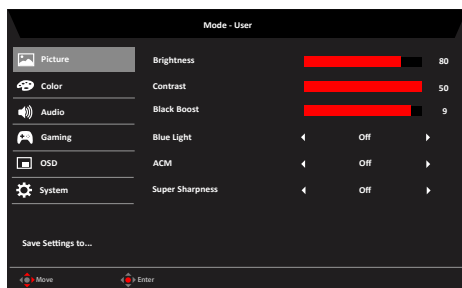 Mode - User
Picture
Brightness 80
Color
Contrast 50
Audio
Black Boost 9
Gaming
Blue Light Off
OSD
ACM Off
System
Super Sharpness Off
Save Settings to...
Move Enter